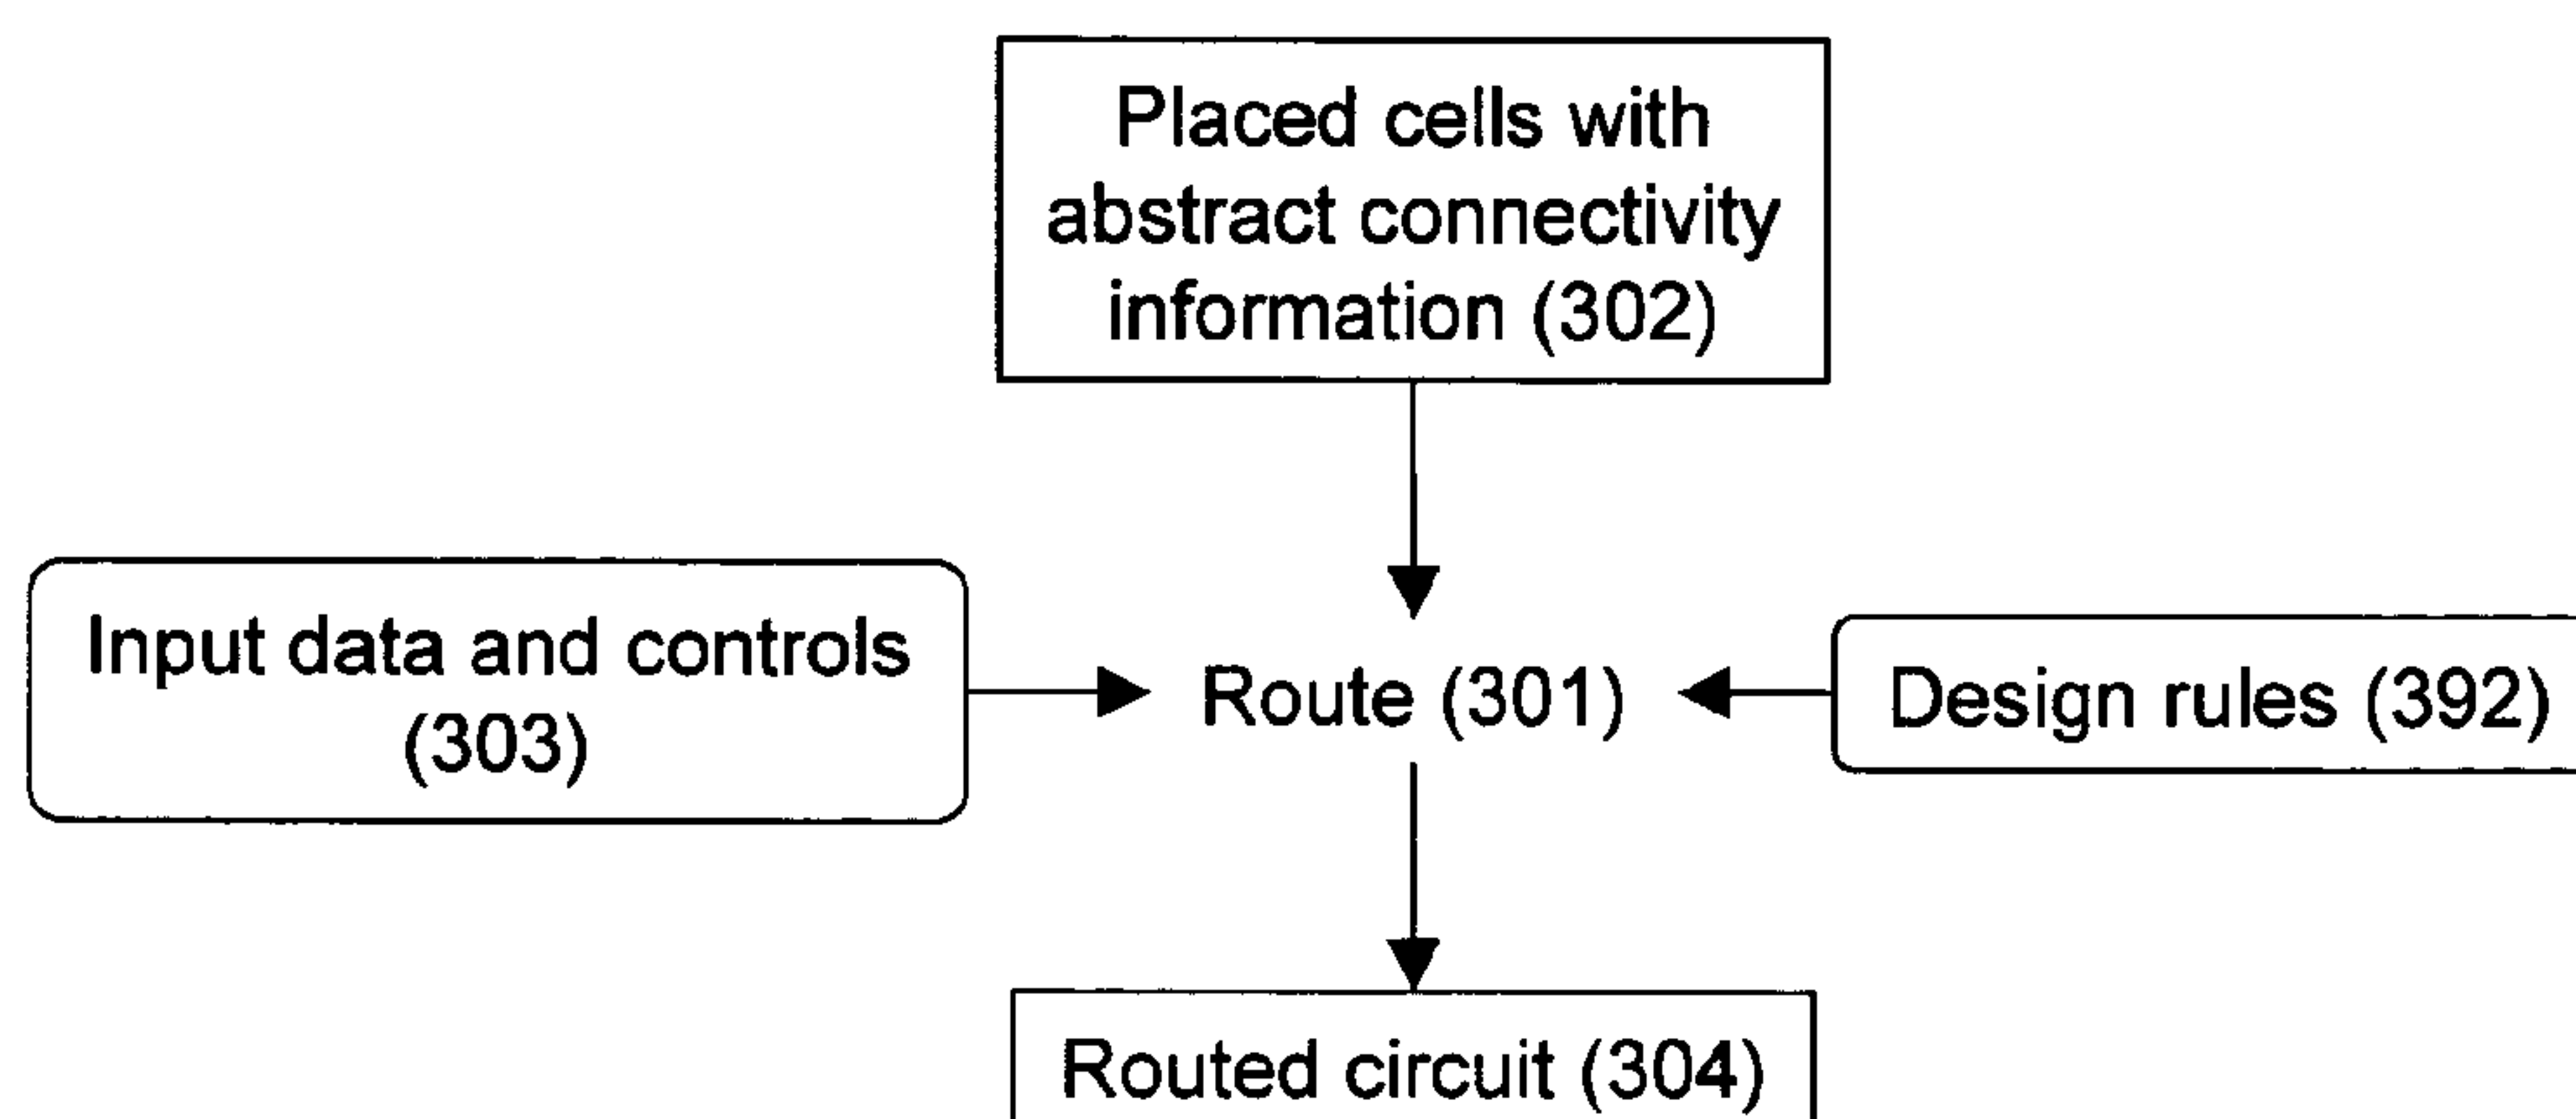 Placed cells with
abstract connectivity
information (302)
Input data and controls
(303)
Route (301)
Design rules (392)
Routed circuit (304)